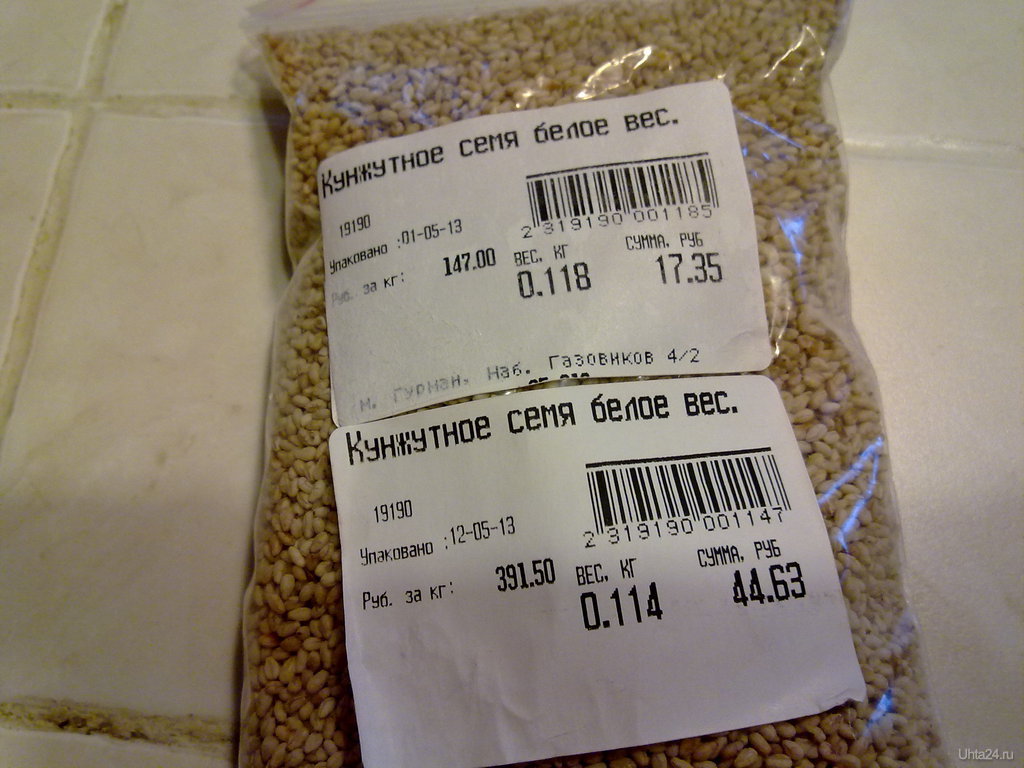 Кунжутное семя белое вес.
19190
2 319190 001185
Упаковано :01-05-13
Руб. за кг: 147.00
ВЕС. КГ
0.118
СУММА, РУБ
17.35
м. Гурман, Наб. Газовиков 4/2
Кунжутное семя белое вес.
19190
2 319190 001147
Упаковано :12-05-13
Руб. за кг: 391.50
ВЕС. КГ
0.114
СУММА, РУБ
44.63
Uhta24.ru